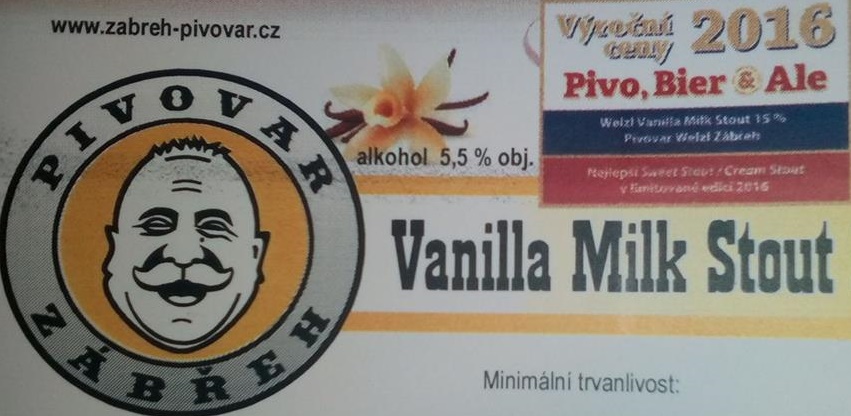 www.zabreh-pivovar.cz
Výroční ceny 2016
Pivo, Bier & Ale
Welzl Vanilla Milk Stout 15 %
Pivovar Welzl Zábřeh
Nejlepší Sweet Stout / Cream Stout
v limitované edici 2016
PIVOVAR
ZÁBŘEH
alkohol 5,5 % obj.
Vanilla Milk Stout
Minimální trvanlivost: